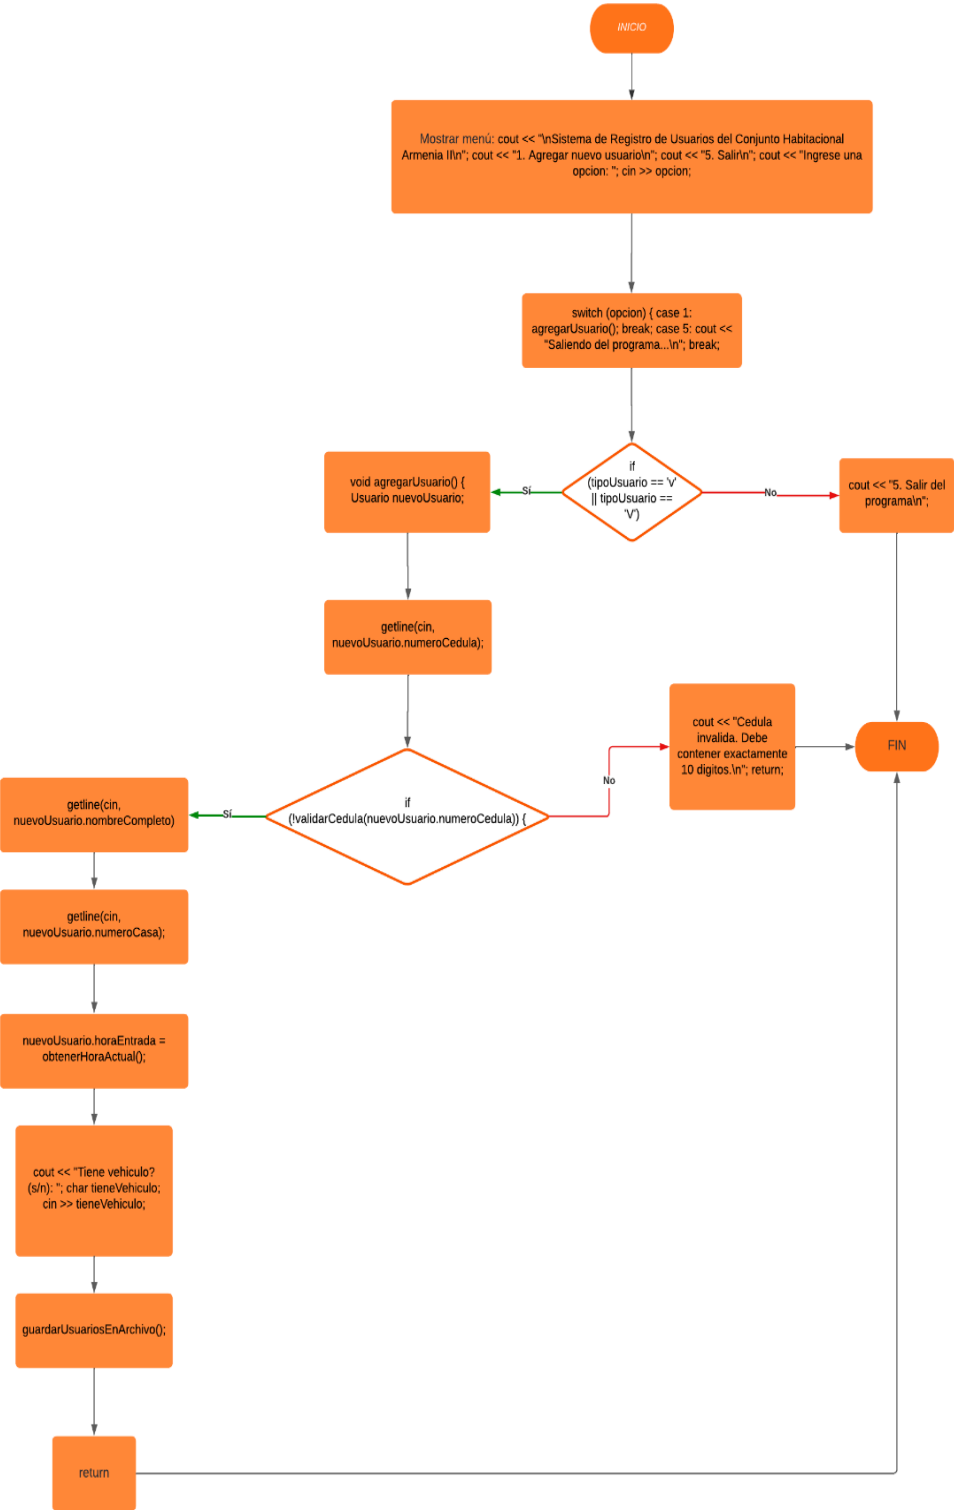 INICIO
Mostrar menú: cout << "\nSistema de Registro de Usuarios del Conjunto Habitacional
Armenia II\n"; cout << "1. Agregar nuevo usuario\n"; cout << "5. Salir\n"; cout << "Ingrese una
opcion: "; cin >> opcion;
switch (opcion) { case 1:
agregarUsuario(); break; case 5: cout <<
"Saliendo del programa...\n"; break;
if
(tipoUsuario == 'v'
|| tipoUsuario ==
'V')
Sí
No
void agregarUsuario() {
Usuario nuevoUsuario;
cout << "5. Salir del
programa\n";
getline(cin,
nuevoUsuario.numeroCedula);
if
(!validarCedula(nuevoUsuario.numeroCedula)) {
Sí
No
cout << "Cedula
invalida. Debe
contener exactamente
10 digitos.\n"; return;
FIN
getline(cin,
nuevoUsuario.nombreCompleto)
getline(cin,
nuevoUsuario.numeroCasa);
nuevoUsuario.horaEntrada =
obtenerHoraActual();
cout << "Tiene vehiculo?
(s/n): "; char tieneVehiculo;
cin >> tieneVehiculo;
guardarUsuariosEnArchivo();
return